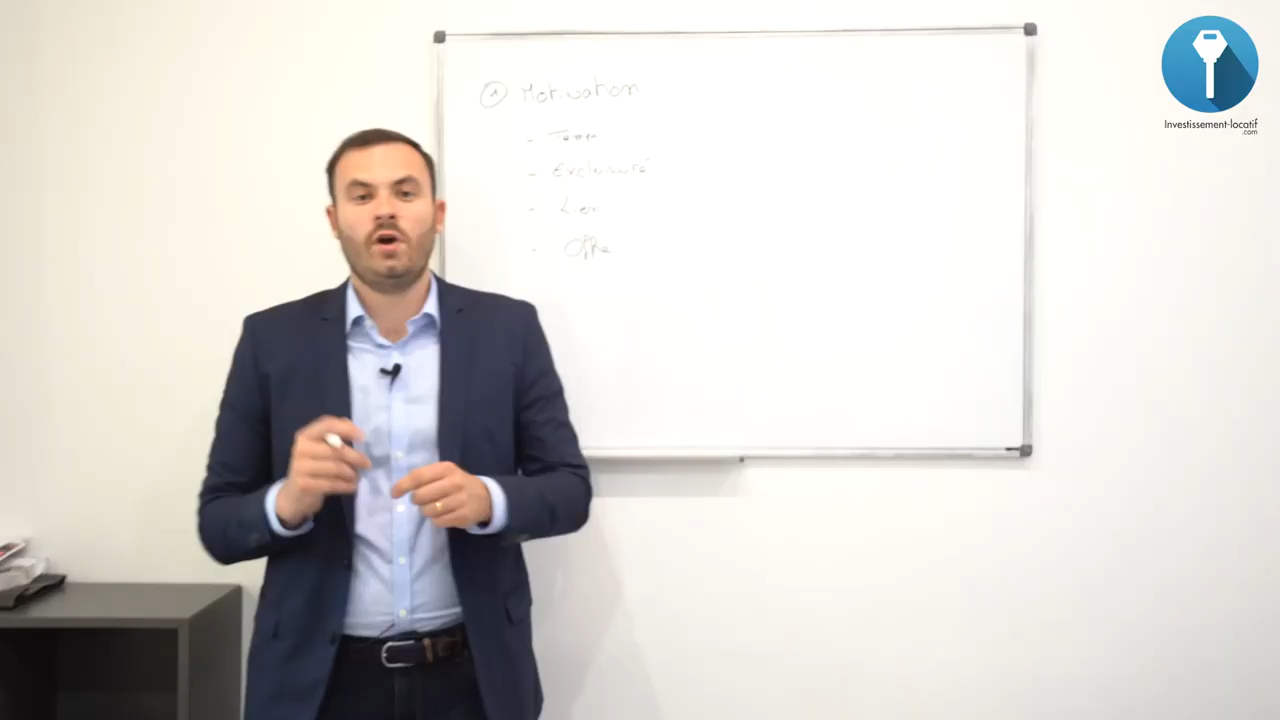 ① Motivation
- Temps
- Exclusivité
- Lien
- Offre
Investissement-locatif
.com